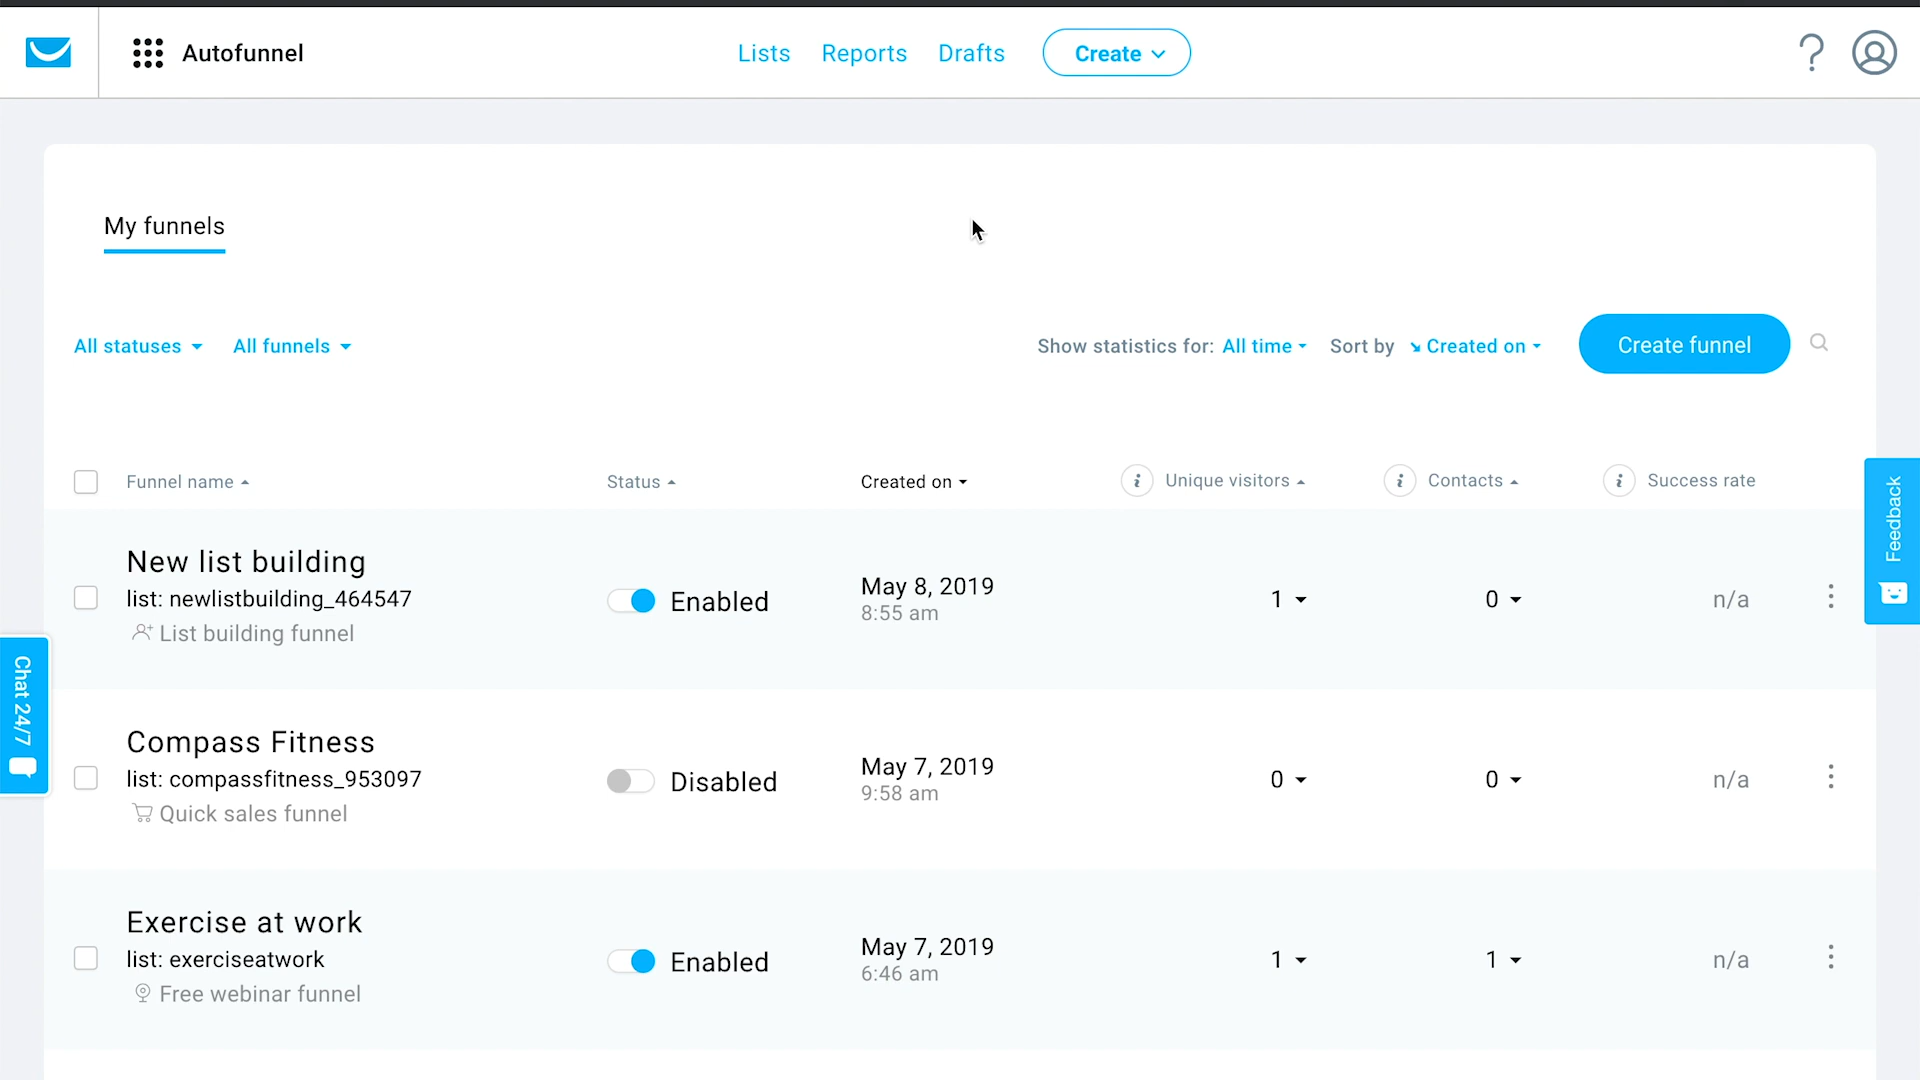 Autofunnel
Lists Reports Drafts Create
My funnels
All statuses All funnels
Show statistics for: All time Sort by Created on Create funnel
Funnel name Status Created on Unique visitors Contacts Success rate
New list building
list: newlistbuilding_464547
List building funnel
Enabled
May 8, 2019
8:55 am
1 0 n/a
Compass Fitness
list: compassfitness_953097
Quick sales funnel
Disabled
May 7, 2019
9:58 am
0 0 n/a
Exercise at work
list: exerciseatwork
Free webinar funnel
Enabled
May 7, 2019
6:46 am
1 1 n/a
Feedback
Chat 24/7